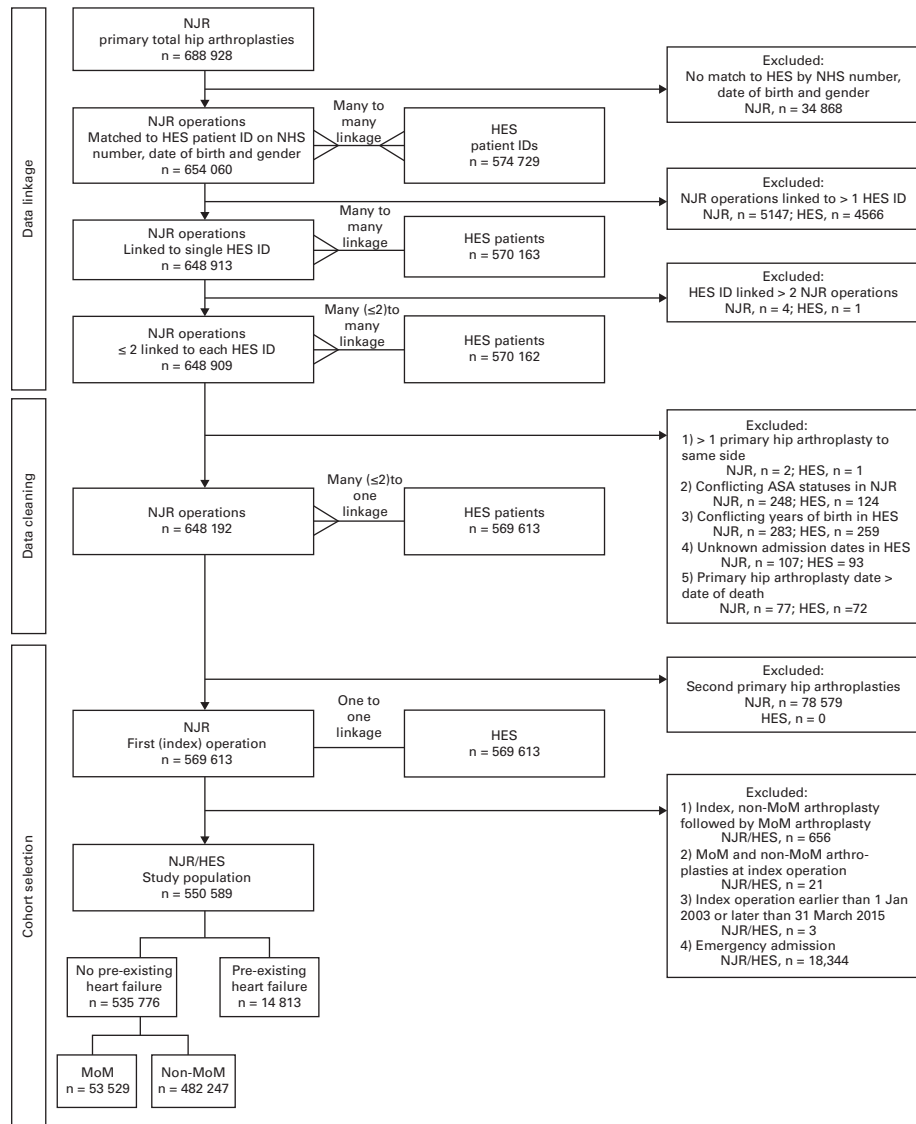 NJR
primary total hip arthroplasties
n = 688 928
Excluded:
No match to HES by NHS number,
date of birth and gender
NJR, n = 34 868
Data linkage
NJR operations
Matched to HES patient ID on NHS
number, date of birth and gender
n = 654 060
Many to
many
linkage
HES
patient IDs
n = 574 729
Excluded:
NJR operations linked to > 1 HES ID
NJR, n = 5147; HES, n = 4566
NJR operations
Linked to single HES ID
n = 648 913
Many to
many
linkage
HES patients
n = 570 163
Excluded:
HES ID linked > 2 NJR operations
NJR, n = 4; HES, n = 1
NJR operations
≤ 2 linked to each HES ID
n = 648 909
Many (≤2)to
many
linkage
HES patients
n = 570 162
Data cleaning
Excluded:
1) > 1 primary hip arthroplasty to
same side
NJR, n = 2; HES, n = 1
2) Conflicting ASA statuses in NJR
NJR, n = 248; HES, n = 124
3) Conflicting years of birth in HES
NJR, n = 283; HES, n = 259
4) Unknown admission dates in HES
NJR, n = 107; HES = 93
5) Primary hip arthroplasty date >
date of death
NJR, n = 77; HES, n =72
NJR operations
n = 648 192
Many (≤2)to
one
linkage
HES patients
n = 569 613
Cohort selection
Excluded:
Second primary hip arthroplasties
NJR, n = 78 579
HES, n = 0
NJR
First (index) operation
n = 569 613
One to
one
linkage
HES
n = 569 613
Excluded:
1) Index, non-MoM arthroplasty
followed by MoM arthroplasty
NJR/HES, n = 656
2) MoM and non-MoM arthro-
plasties at index operation
NJR/HES, n = 21
3) Index operation earlier than 1 Jan
2003 or later than 31 March 2015
NJR/HES, n = 3
4) Emergency admission
NJR/HES, n = 18,344
NJR/HES
Study population
n = 550 589
No pre-existing
heart failure
n = 535 776
Pre-existing
heart failure
n = 14 813
MoM
n = 53 529
Non-MoM
n = 482 247